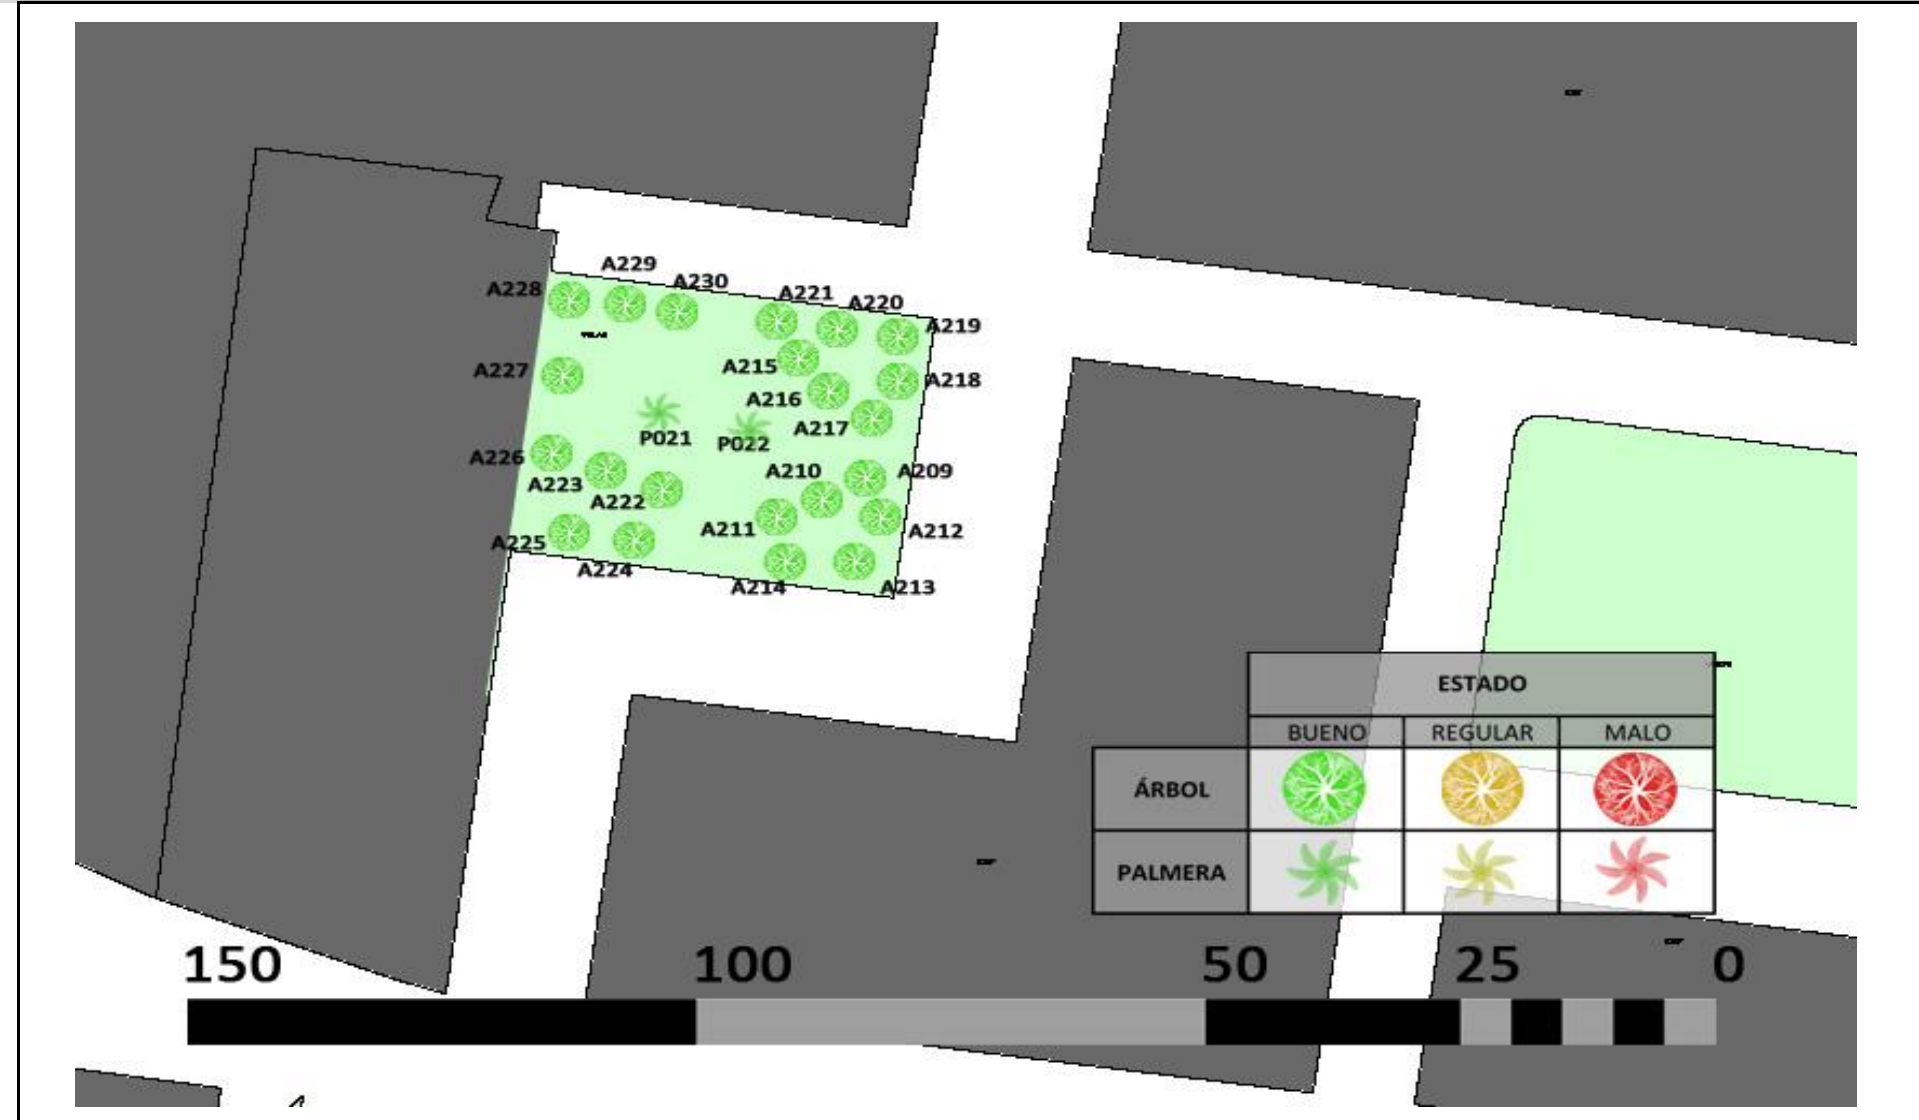 A229
A228
A230
A221
A220
A219
A227
A215
A218
A216
A217
P021
P022
A226
A210
A209
A223
A222
A211
A212
A225
A224
A214
A213
ESTADO
BUENO REGULAR MALO
ÁRBOL
PALMERA
150 100 50 25 0